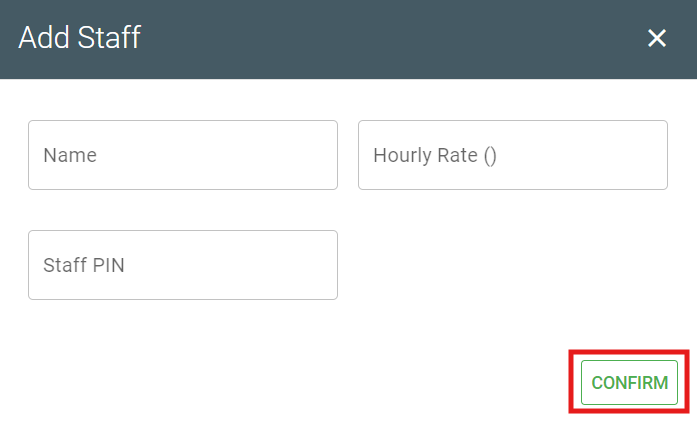 Add Staff
Name
Hourly Rate ()
Staff PIN
CONFIRM